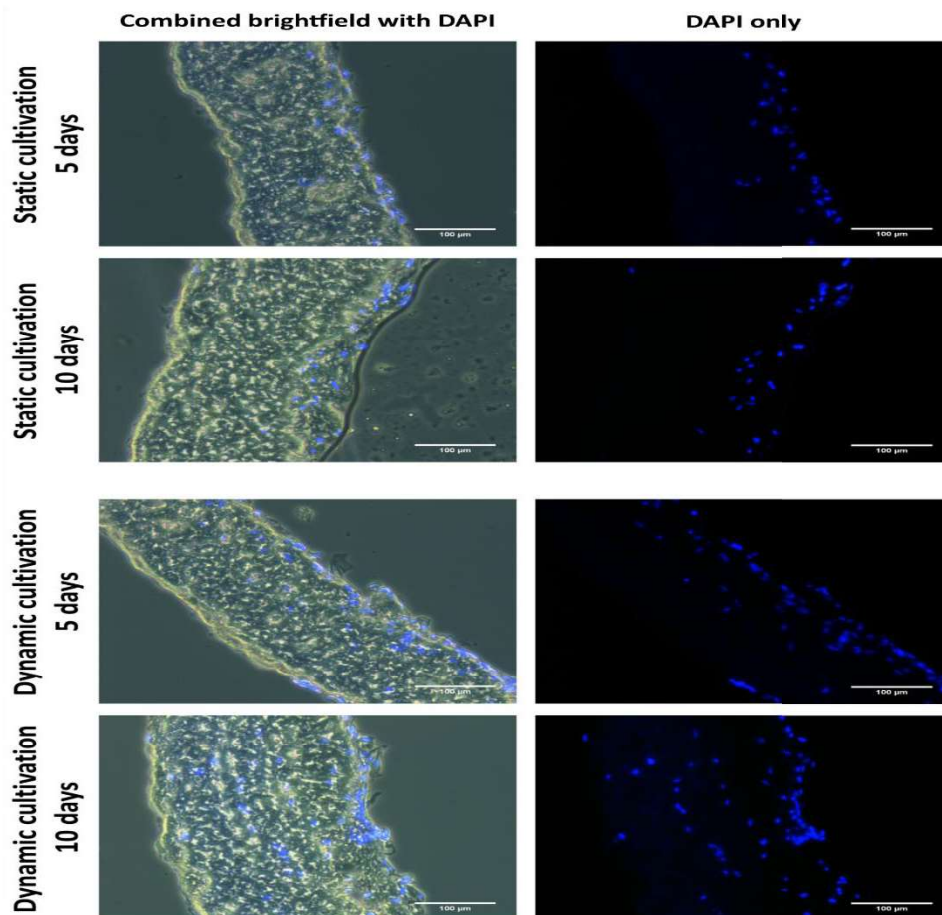 Combined brightfield with DAPI
DAPI only
Static cultivation
5 days
100 µm
100 µm
Static cultivation
10 days
100 µm
100 µm
Dynamic cultivation
5 days
100 µm
100 µm
Dynamic cultivation
10 days
100 µm
100 µm